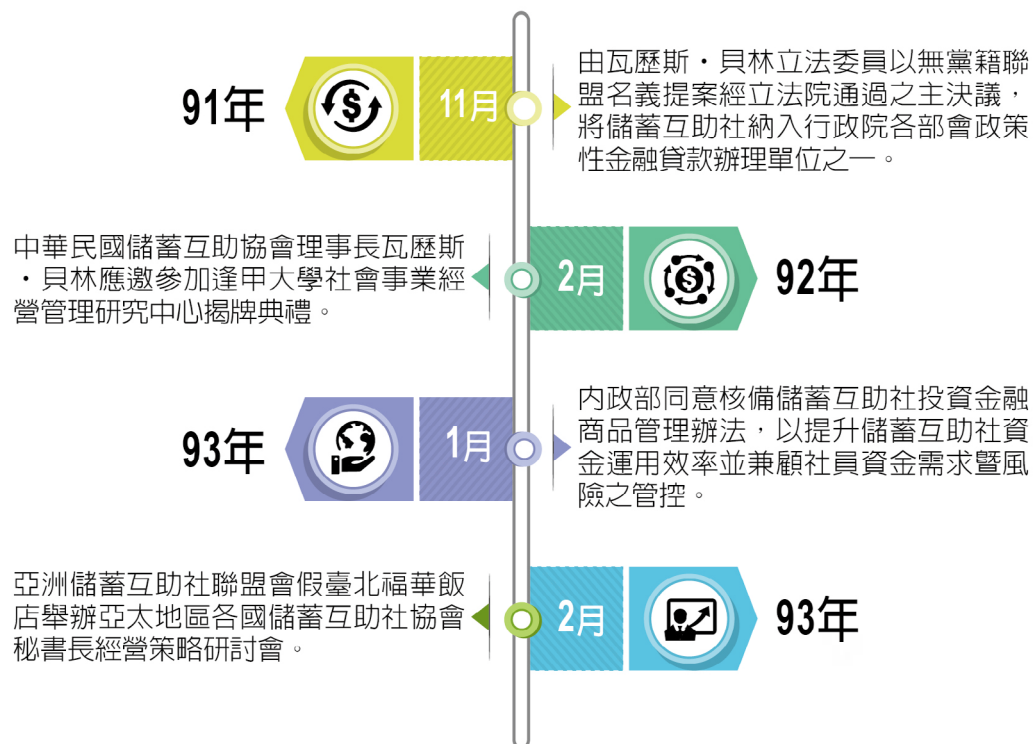 91年
11月
由瓦歷斯・貝林立法委員以無黨籍聯
盟名義提案經立法院通過之主決議，
將儲蓄互助社納入行政院各部會政策
性金融貸款辦理單位之一。
中華民國儲蓄互助協會理事長瓦歷斯
・貝林應邀參加逢甲大學社會事業經
營管理研究中心揭牌典禮。
2月
92年
93年
1月
內政部同意核備儲蓄互助社投資金融
商品管理辦法，以提升儲蓄互助社資
金運用效率並兼顧社員資金需求暨風
險之管控。
亞洲儲蓄互助社聯盟會假臺北福華飯
店舉辦亞太地區各國儲蓄互助社協會
秘書長經營策略研討會。
2月
93年